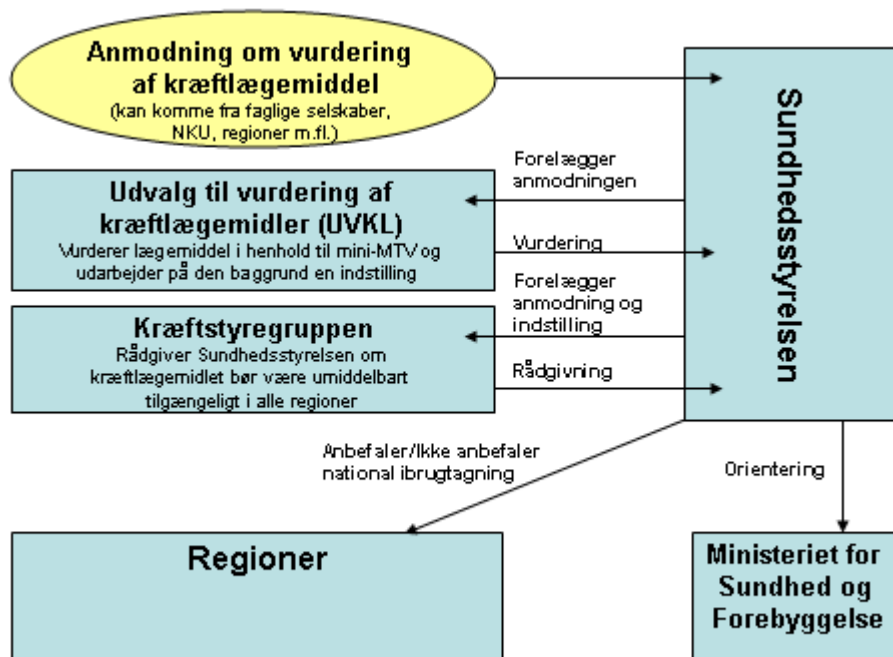 Anmodning om vurdering
af kræftlægemiddel
(kan komme fra faglige selskaber,
NKU, regioner m.fl.)
Sundhedsstyrelsen
Forelægger
anmodningen
Udvalg til vurdering af
kræftlægemidler (UVKL)
Vurderer lægemiddel i henhold til mini-MTV og
udarbejder på den baggrund en indstilling
Vurdering
Forelægger
anmodning og
indstilling
Kræftstyregruppen
Rådgiver Sundhedsstyrelsen om
kræftlægemidlet bør være umiddelbart
tilgængeligt i alle regioner
Rådgivning
Anbefaler/Ikke anbefaler
national ibrugtagning
Orientering
Regioner
Ministeriet for
Sundhed og
Forebyggelse